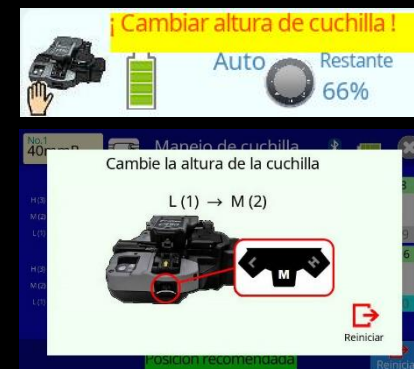 ¡ Cambiar altura de cuchilla !
Auto
Restante
66%
No.1
Manejo de cuchilla
Cambie la altura de la cuchilla
L (1) → M (2)
H(3)
M(2)
L(1)
L M H
H(3)
M(2)
L(1)
Reiniciar
Posición recomendada
Reiniciar